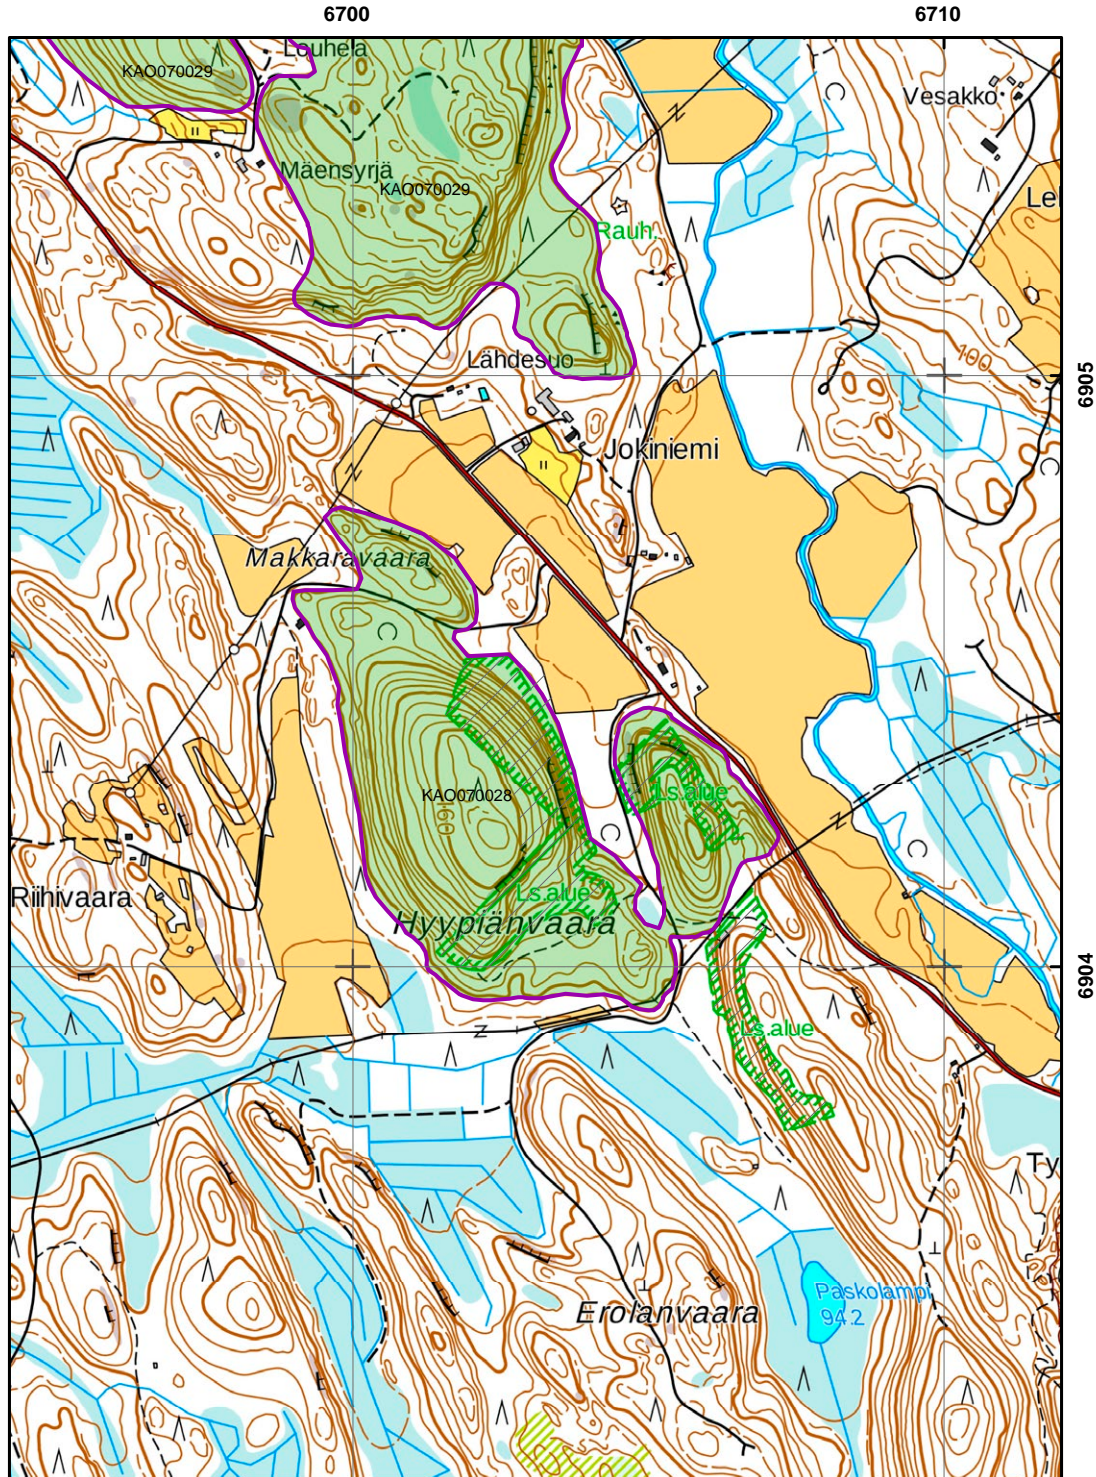 6700
6710
Louhela
KAO070029
Vesakko
Mäensyrjä
KAO070029
Lel
Rauh.
100
Lähdesuo
6905
Jokiniemi
Makkaravaara
KAO070028
160
Ls.alue
Ls.alue
Riihivaara
Hyypiänvaara
6904
Ls.alue
Ty
Paskolampi
94.2
Erolanvaara